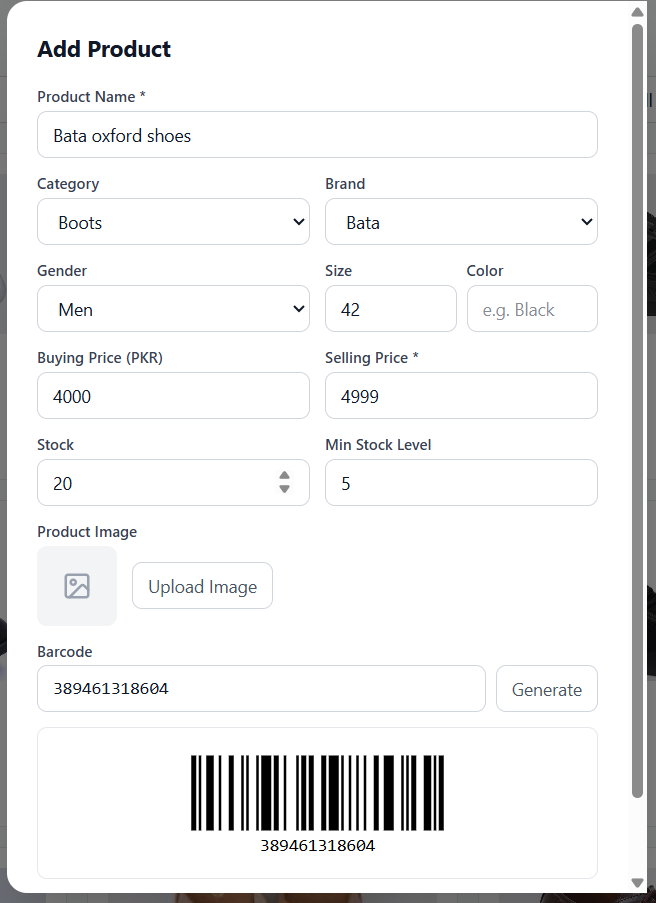 Add Product
Product Name *
Bata oxford shoes
Category Brand
Boots Bata
Gender Size Color
Men 42 e.g. Black
Buying Price (PKR) Selling Price *
4000 4999
Stock Min Stock Level
20 5
Product Image
Upload Image
Barcode
389461318604 Generate
389461318604